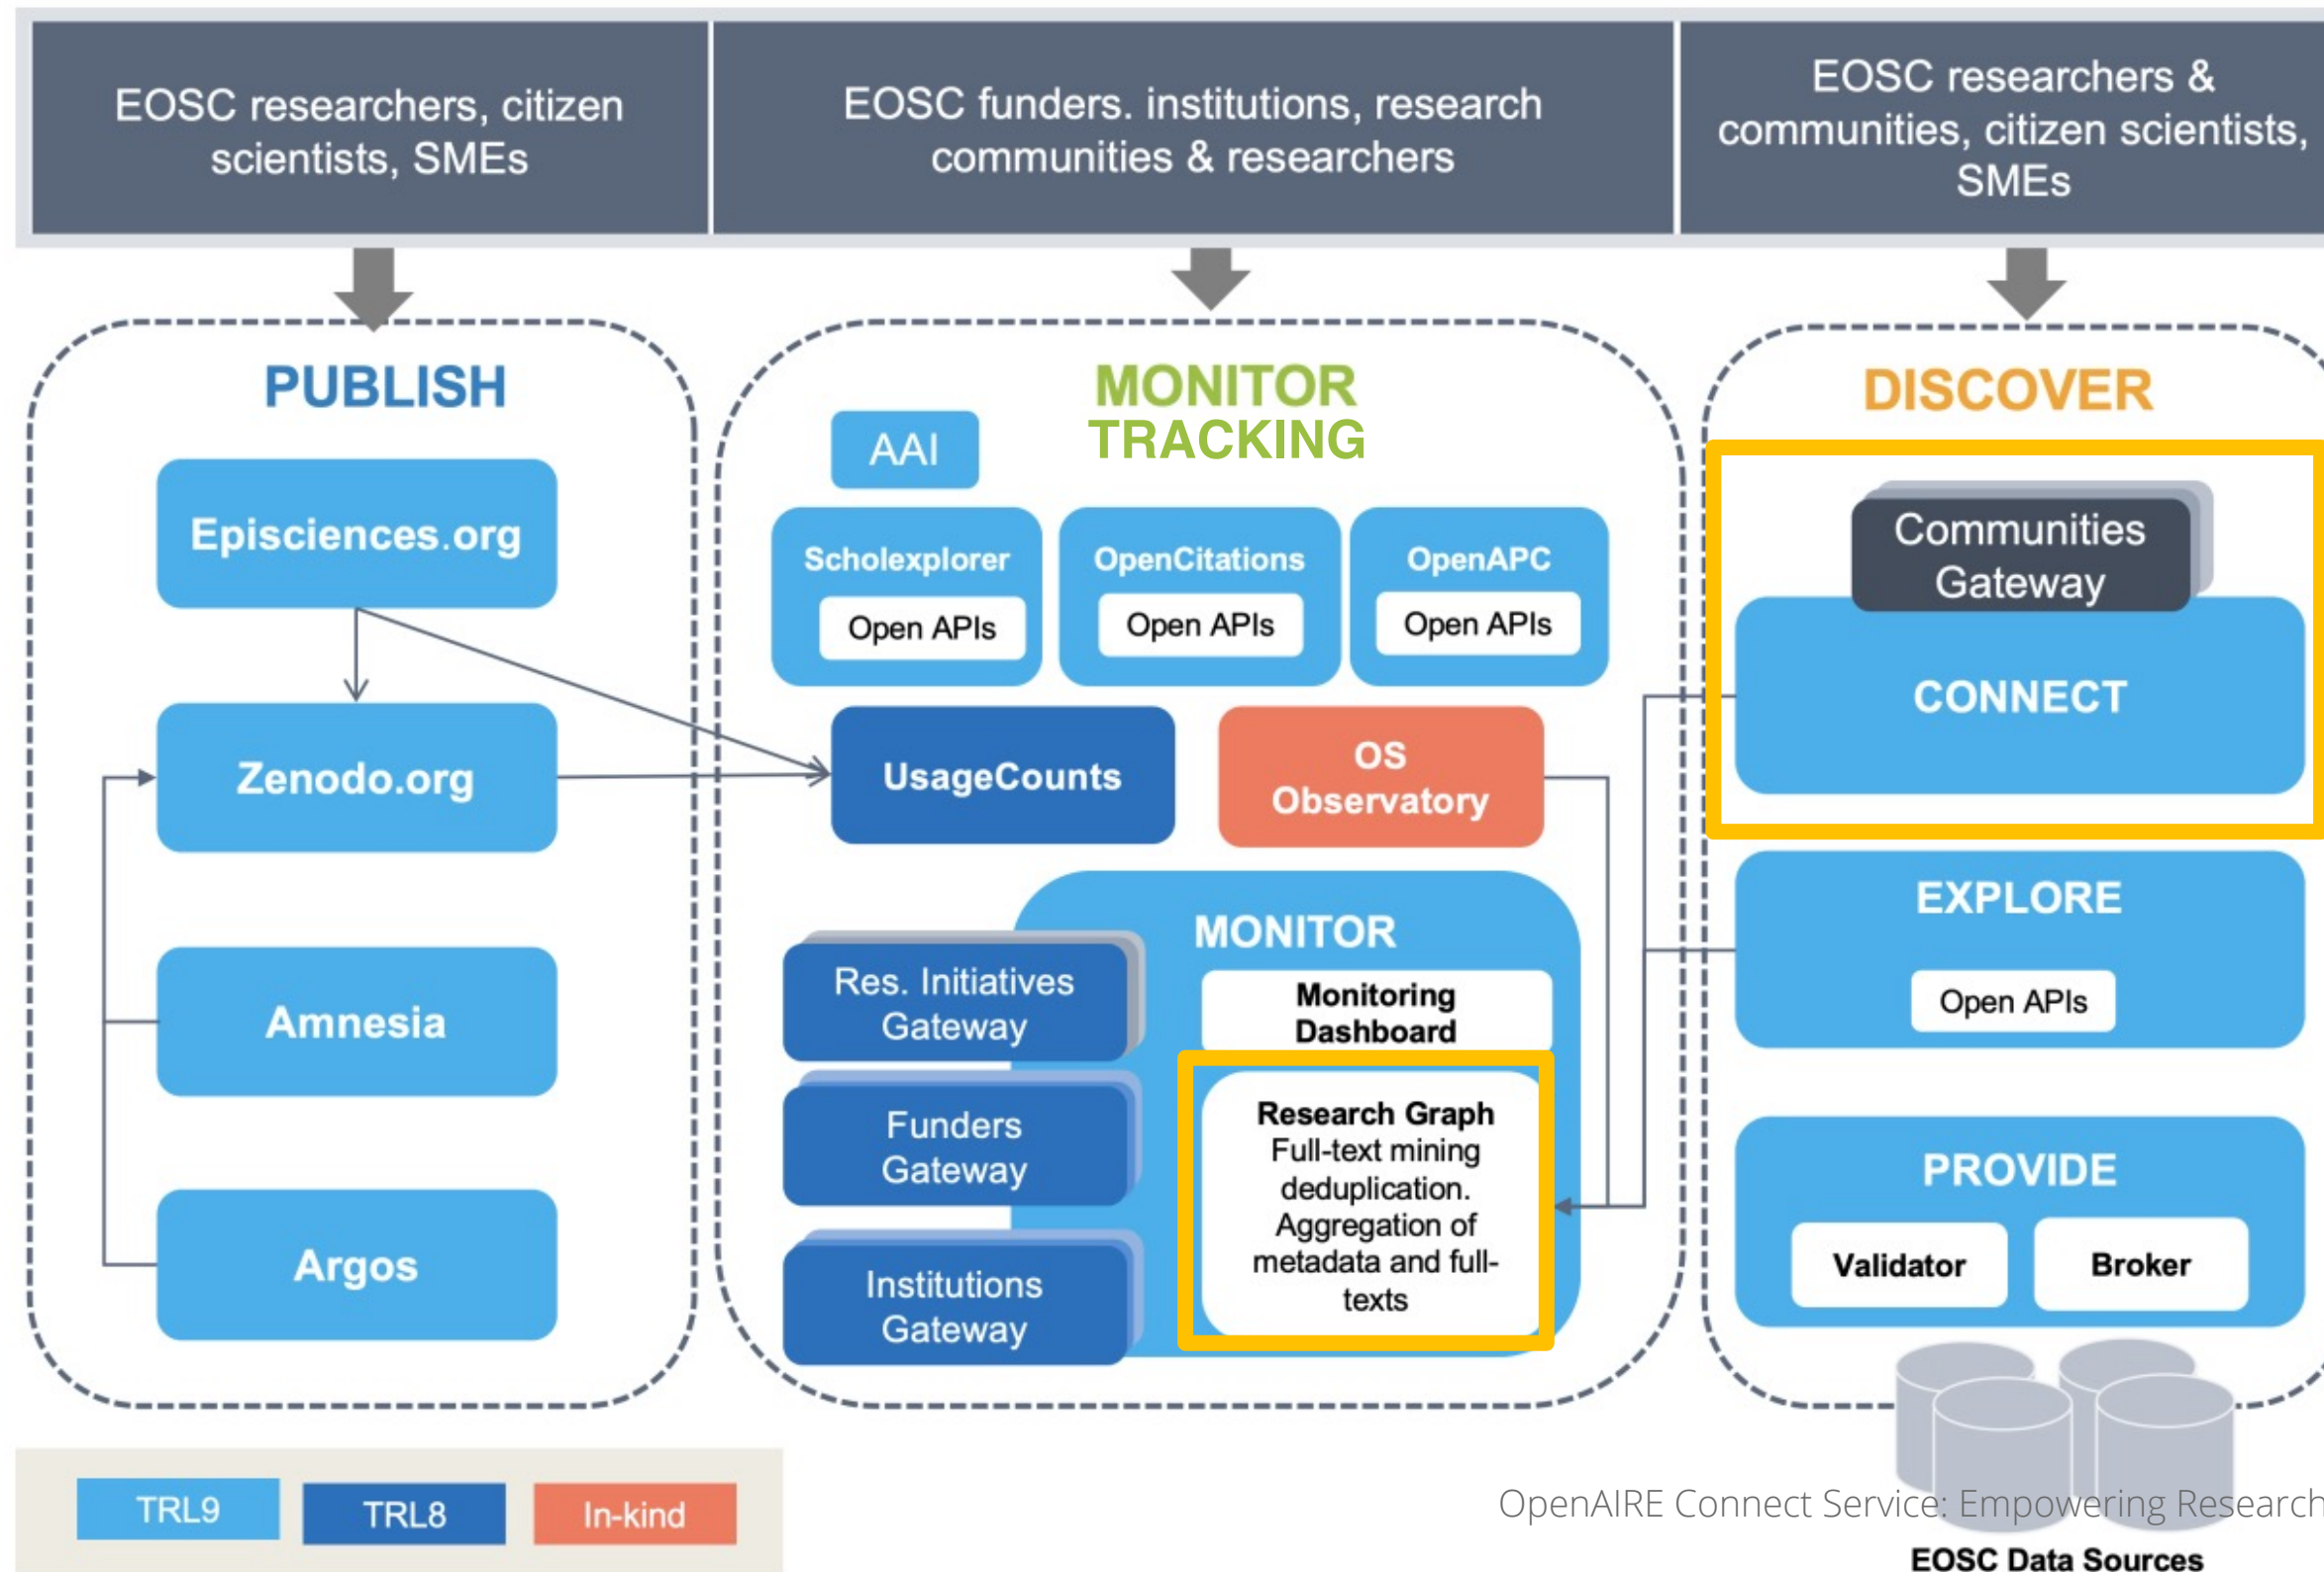 EOSC researchers, citizen
scientists, SMEs
EOSC funders. institutions, research
communities & researchers
EOSC researchers &
communities, citizen scientists,
SMEs
PUBLISH
Episciences.org
Zenodo.org
Amnesia
Argos
MONITOR
TRACKING
AAI
Scholexplorer
Open APIs
OpenCitations
Open APIs
OpenAPC
Open APIs
UsageCounts
OS
Observatory
MONITOR
Res. Initiatives
Gateway
Funders
Gateway
Institutions
Gateway
Monitoring
Dashboard
Research Graph
Full-text mining
deduplication.
Aggregation of
metadata and full-
texts
DISCOVER
Communities
Gateway
CONNECT
EXPLORE
Open APIs
PROVIDE
Validator
Broker
TRL9
TRL8
In-kind
OpenAIRE Connect Service: Empowering Research
EOSC Data Sources